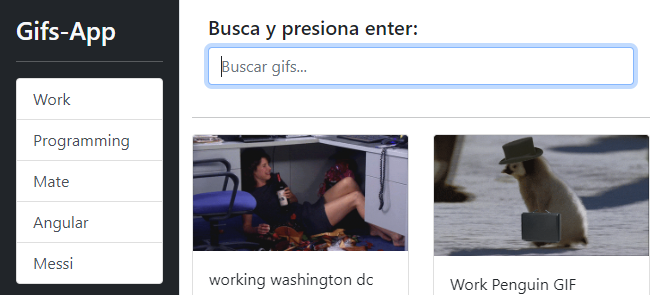 Gifs-App
Work
Programming
Mate
Angular
Messi
Busca y presiona enter:
Buscar gifs...
working washington dc
Work Penguin GIF